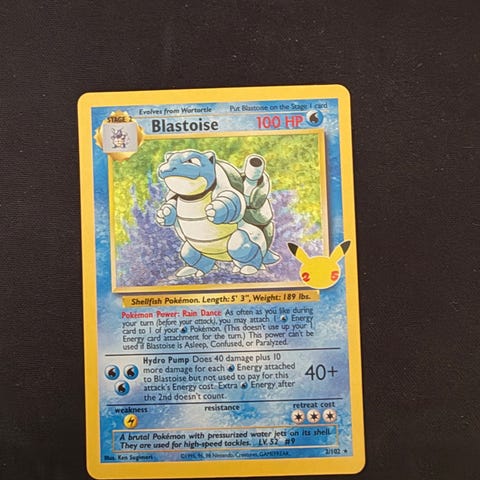 Evolves from Wartortle Put Blastoise on the Stage 1 card
STAGE 2
Blastoise 100 HP
25
Shellfish Pokémon. Length: 5' 3", Weight: 189 lbs.
Pokémon Power: Rain Dance As often as you like during
your turn (before your attack), you may attach 1 Energy
card to 1 of your Pokémon. (This doesn't use up your 1
Energy card attachment for the turn.) This power can't be
used if Blastoise is Asleep, Confused, or Paralyzed.
Hydro Pump Does 40 damage plus 10
more damage for each Energy attached
to Blastoise but not used to pay for this
attack's Energy cost. Extra Energy after
the 2nd doesn't count.
40+
weakness resistance retreat cost
A brutal Pokémon with pressurized water jets on its shell.
They are used for high-speed tackles. LV. 52 #9
Illus. Ken Sugimori ©1995, 96, 98 Nintendo, Creatures, GAMEFREAK. 2/102 ★